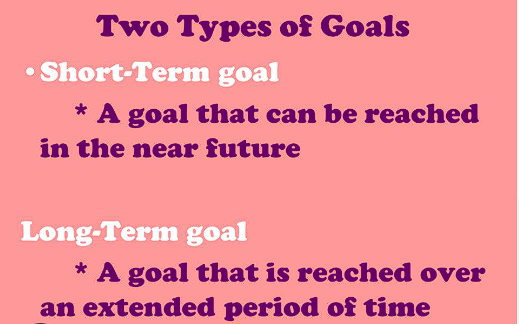 Two Types of Goals
• Short-Term goal
* A goal that can be reached
in the near future
Long-Term goal
* A goal that is reached over
an extended period of time